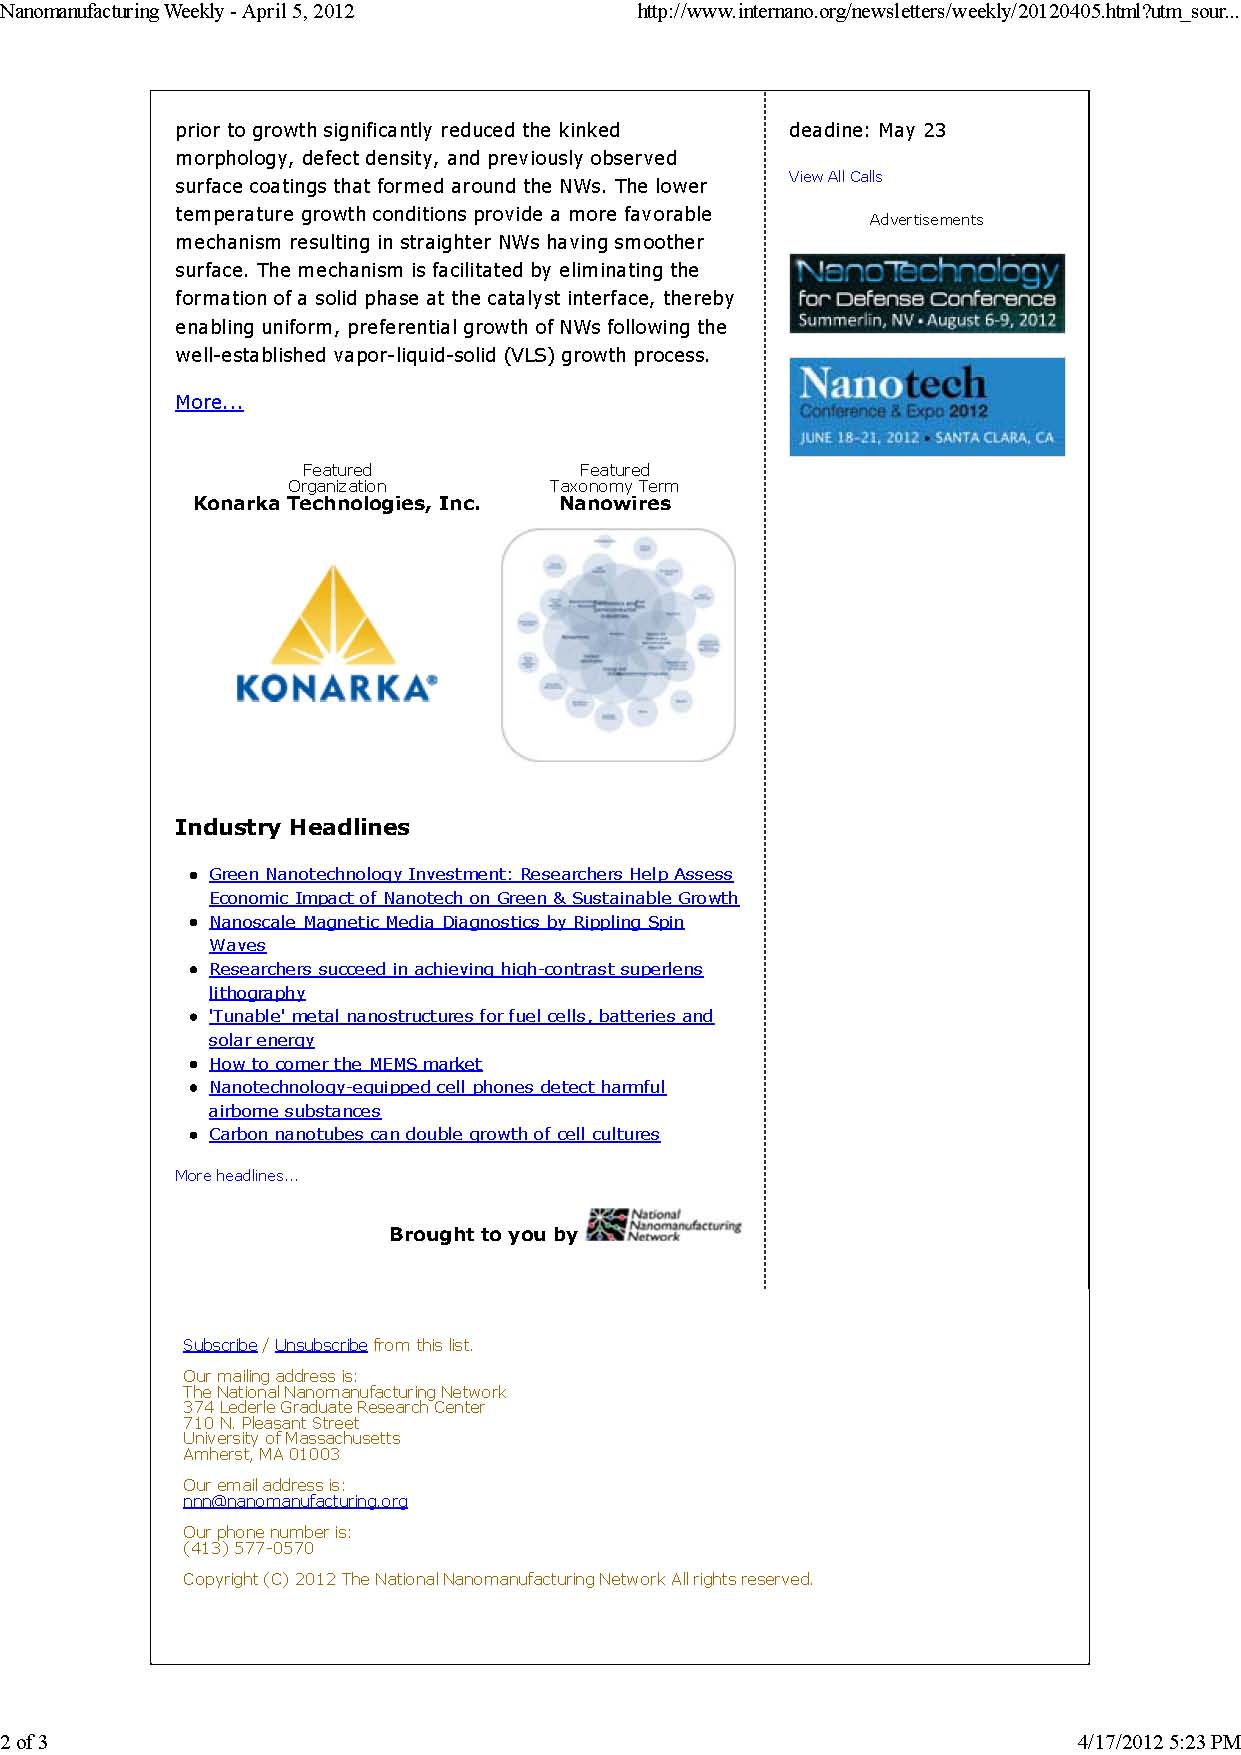 Nanomanufacturing Weekly - April 5, 2012
http://www.internano.org/newsletters/weekly/20120405.html?utm_sour...
prior to growth significantly reduced the kinked
morphology, defect density, and previously observed
surface coatings that formed around the NWs. The lower
temperature growth conditions provide a more favorable
mechanism resulting in straighter NWs having smoother
surface. The mechanism is facilitated by eliminating the
formation of a solid phase at the catalyst interface, thereby
enabling uniform, preferential growth of NWs following the
well-established vapor-liquid-solid (VLS) growth process.
More...
Featured
Organization
Konarka Technologies, Inc.
KONARKA®
Featured
Taxonomy Term
Nanowires
Industry Headlines
• Green Nanotechnology Investment: Researchers Help Assess
Economic Impact of Nanotech on Green & Sustainable Growth
• Nanoscale Magnetic Media Diagnostics by Rippling Spin
Waves
• Researchers succeed in achieving high-contrast superlens
lithography
• 'Tunable' metal nanostructures for fuel cells, batteries and
solar energy
• How to corner the MEMS market
• Nanotechnology-equipped cell phones detect harmful
airborne substances
• Carbon nanotubes can double growth of cell cultures
More headlines...
Brought to you by
National
Nanomanufacturing
Network
deadine: May 23
View All Calls
Advertisements
NanoTechnology
for Defense Conference
Summerlin, NV • August 6-9, 2012
Nanotech
Conference & Expo 2012
JUNE 18-21, 2012 • SANTA CLARA, CA
Subscribe / Unsubscribe from this list.
Our mailing address is:
The National Nanomanufacturing Network
374 Lederle Graduate Research Center
710 N. Pleasant Street
University of Massachusetts
Amherst, MA 01003
Our email address is:
nnn@nanomanufacturing.org
Our phone number is:
(413) 577-0570
Copyright (C) 2012 The National Nanomanufacturing Network All rights reserved.
2 of 3
4/17/2012 5:23 PM